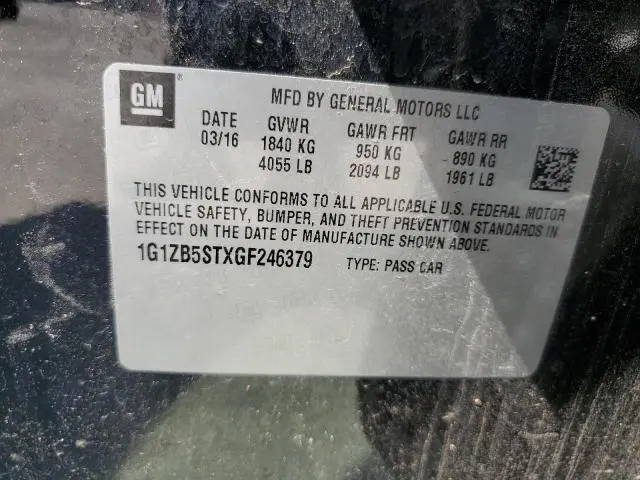 GM
MFD BY GENERAL MOTORS LLC
DATE GVWR GAWR FRT GAWR RR
03/16 1840 KG 950 KG 890 KG
4055 LB 2094 LB 1961 LB
THIS VEHICLE CONFORMS TO ALL APPLICABLE U.S. FEDERAL MOTOR
VEHICLE SAFETY, BUMPER, AND THEFT PREVENTION STANDARDS IN
EFFECT ON THE DATE OF MANUFACTURE SHOWN ABOVE.
1G1ZB5STXGF246379 TYPE: PASS CAR